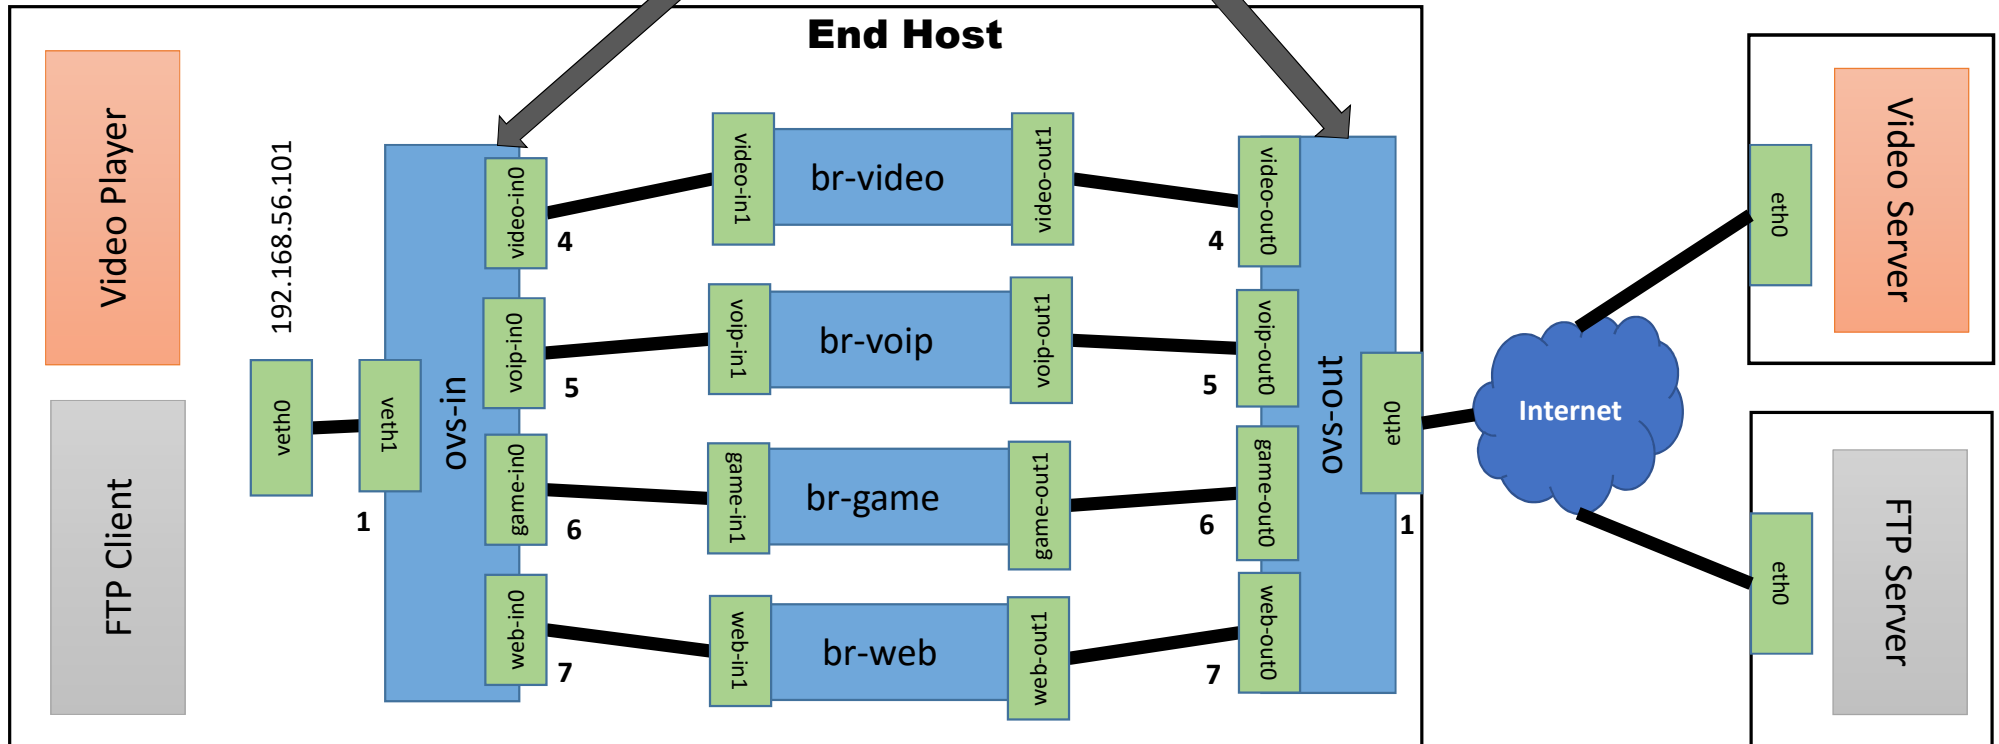 End Host
Video Player
FTP Client
192.168.56.101
veth0
veth1
1
ovs-in
video-in0
4
voip-in0
5
game-in0
6
web-in0
7
video-in1
br-video
video-out1
voip-in1
br-voip
voip-out1
game-in1
br-game
game-out1
web-in1
br-web
web-out1
video-out0
4
voip-out0
5
game-out0
6
web-out0
7
ovs-out
eth0
1
Internet
eth0
Video Server
eth0
FTP Server